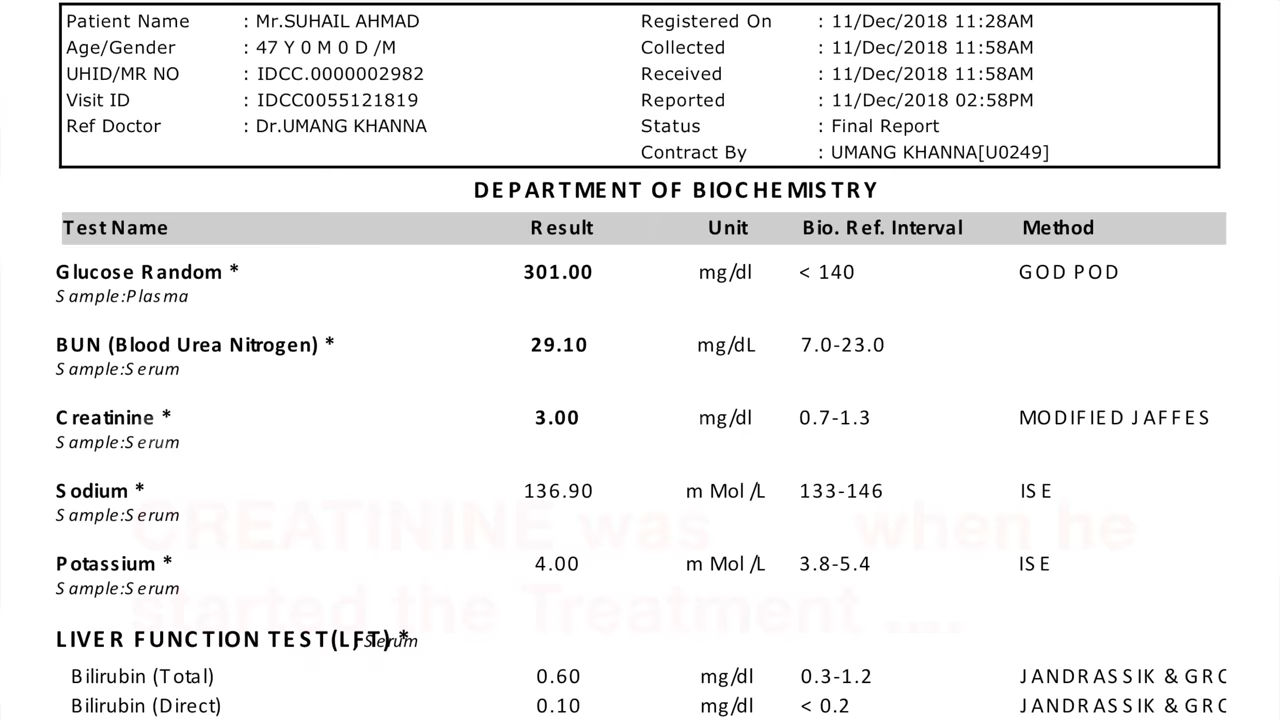 Patient Name : Mr.SUHAIL AHMAD Registered On : 11/Dec/2018 11:28AM
Age/Gender : 47 Y 0 M 0 D /M Collected : 11/Dec/2018 11:58AM
UHID/MR NO : IDCC.0000002982 Received : 11/Dec/2018 11:58AM
Visit ID : IDCC0055121819 Reported : 11/Dec/2018 02:58PM
Ref Doctor : Dr.UMANG KHANNA Status : Final Report
Contract By : UMANG KHANNA[U0249]
DEPARTMENT OF BIOCHEMISTRY
Test Name Result Unit Bio. Ref. Interval Method
Glucose Random * 301.00 mg/dl < 140 GOD POD
Sample:Plasma
BUN (Blood Urea Nitrogen) * 29.10 mg/dL 7.0-23.0
Sample:Serum
Creatinine * 3.00 mg/dl 0.7-1.3 MODIFIED JAFFES
Sample:Serum
Sodium * 136.90 m Mol/L 133-146 ISE
Sample:Serum
CREATININE was when he
Potassium * 4.00 m Mol/L 3.8-5.4 ISE
Sample:Serum
started the Treatment ....
LIVER FUNCTION TEST(LFT) * Serum
Bilirubin (Total) 0.60 mg/dl 0.3-1.2 JANDRASSIK & GRO
Bilirubin (Direct) 0.10 mg/dl < 0.2 JANDRASSIK & GRO